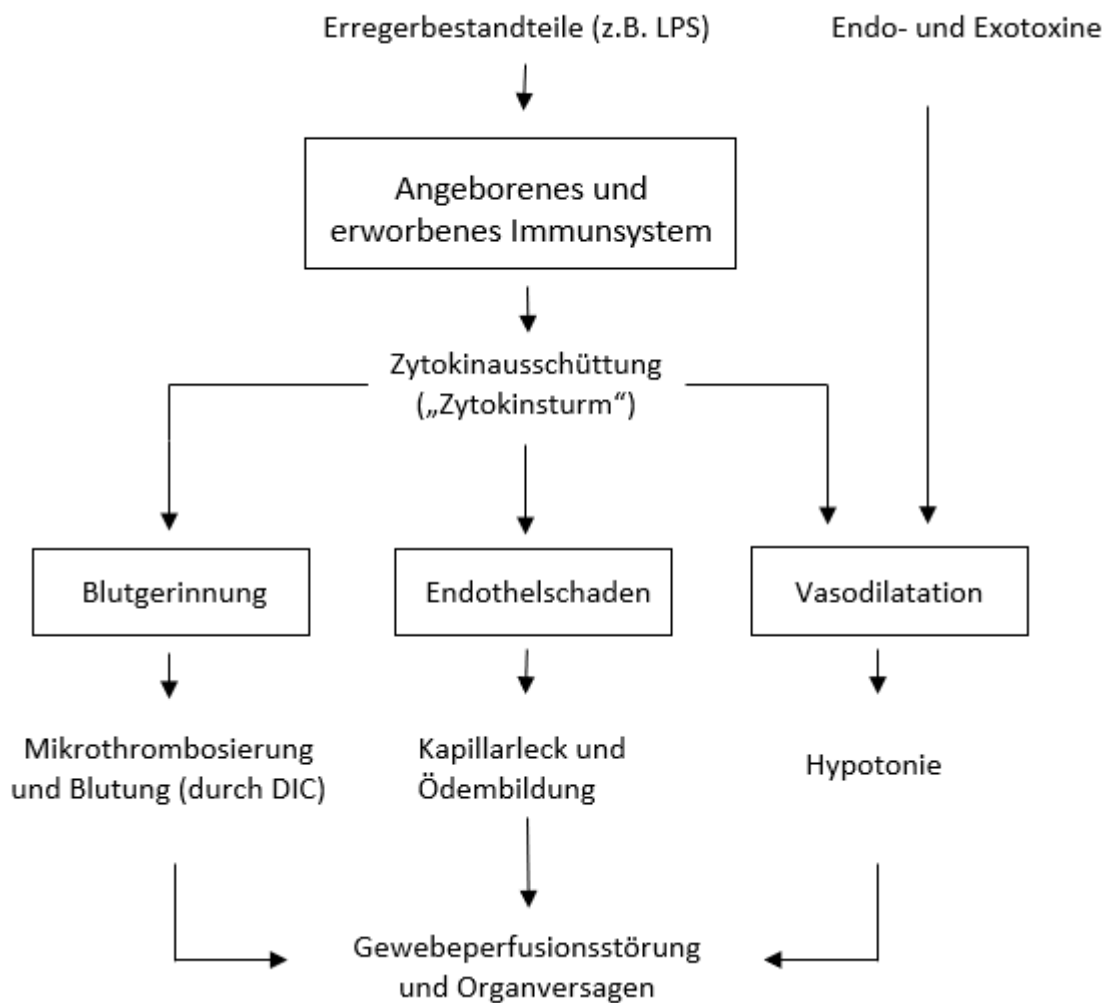 Erregerbestandteile (z.B. LPS)
Endo- und Exotoxine
Angeborenes und
erworbenes Immunsystem
Zytokinausschüttung
(„Zytokinsturm“)
Blutgerinnung
Endothelschaden
Vasodilatation
Mikrothrombosierung
und Blutung (durch DIC)
Kapillarleck und
Ödembildung
Hypotonie
Gewebeperfusionsstörung
und Organversagen